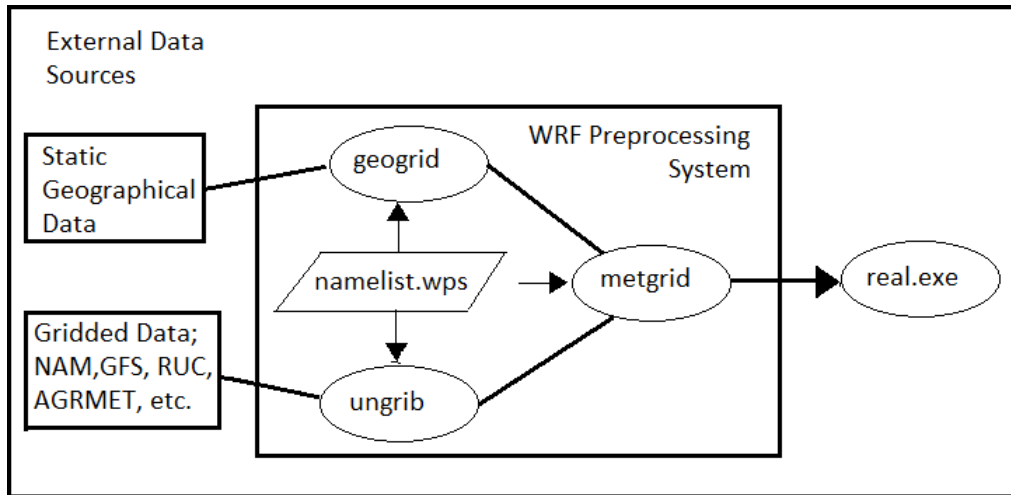 External Data
Sources
WRF Preprocessing
System
Static
Geographical
Data
geogrid
namelist.wps
metgrid
real.exe
Gridded Data;
NAM,GFS, RUC,
AGRMET, etc.
ungrib